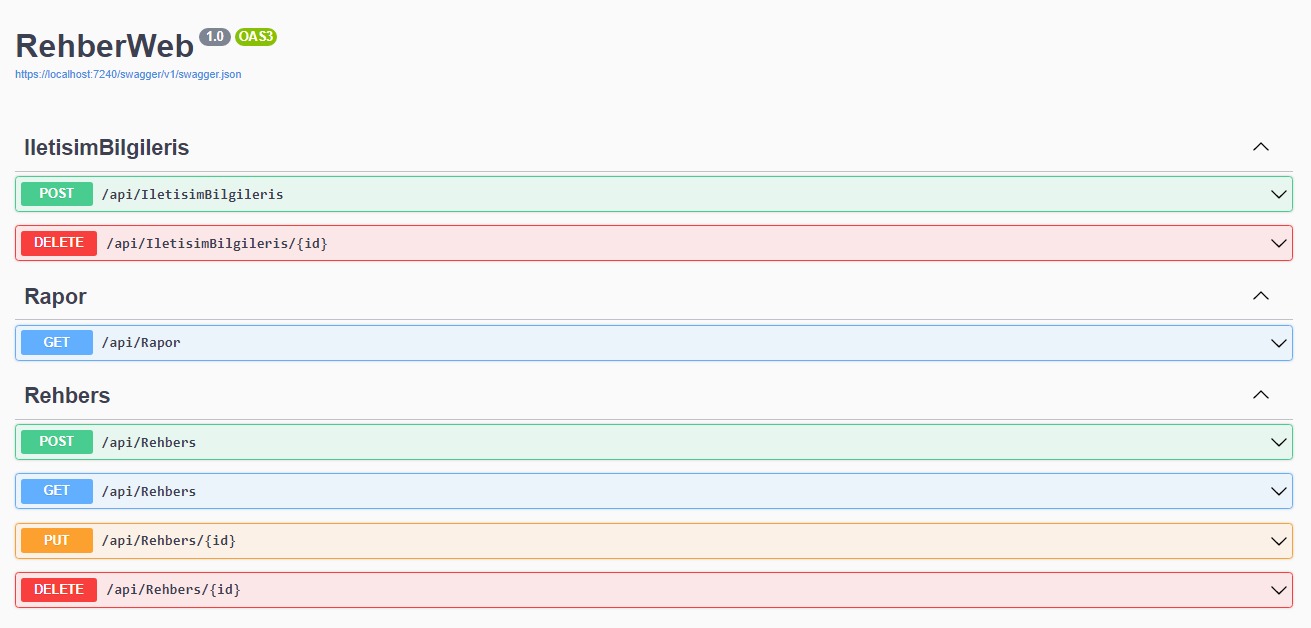 RehberWeb 1.0 OAS3
https://localhost:7240/swagger/v1/swagger.json
IletisimBilgileris
POST /api/IletisimBilgileris
DELETE /api/IletisimBilgileris/{id}
Rapor
GET /api/Rapor
Rehbers
POST /api/Rehbers
GET /api/Rehbers
PUT /api/Rehbers/{id}
DELETE /api/Rehbers/{id}